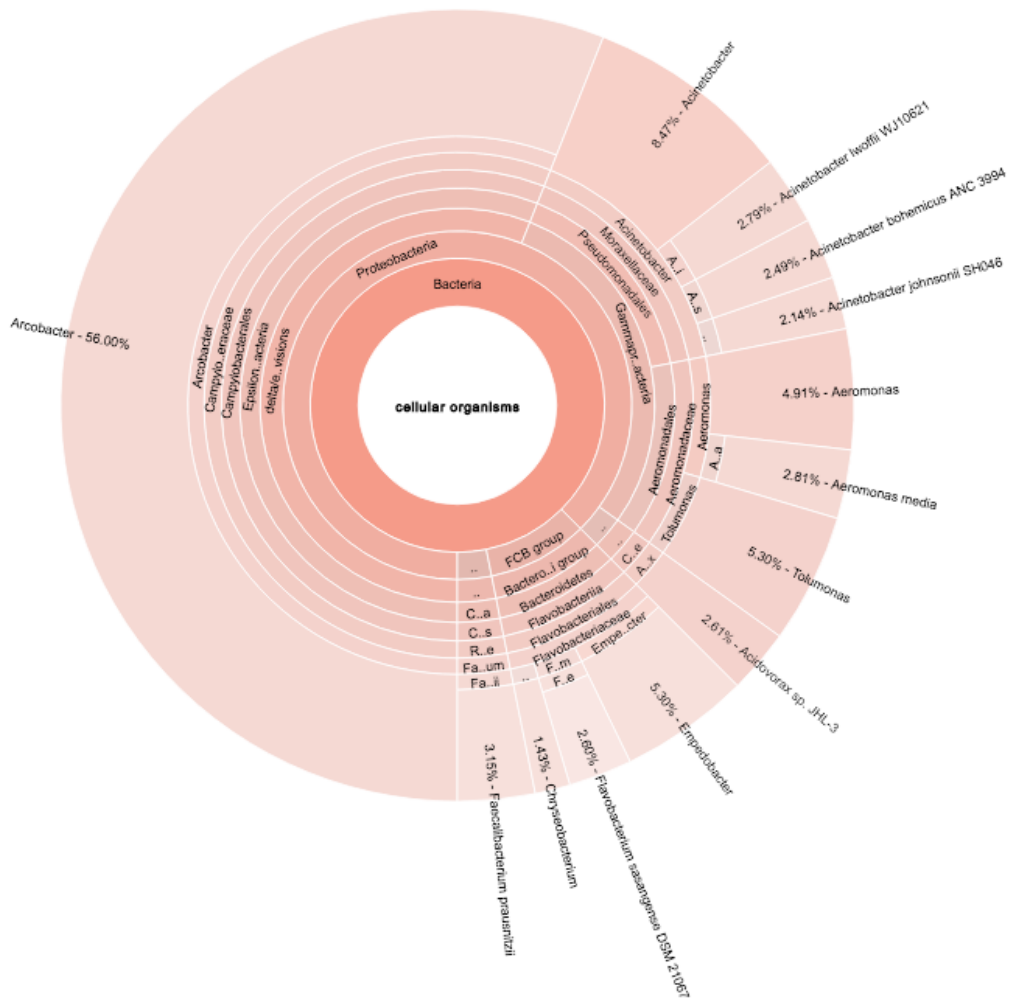 cellular organisms
Bacteria
Proteobacteria
delta/e..visions
Epsilon..acteria
Campylobacterales
Campylo..eraceae
Arcobacter
Arcobacter - 56.00%
Gammapr..acteria
Pseudomonadales
Moraxellaceae
Acinetobacter
8.47% - Acinetobacter
A..i
2.79% - Acinetobacter lwoffii WJ10621
A..s
2.49% - Acinetobacter bohemicus ANC 3994
..
2.14% - Acinetobacter johnsonii SH046
Aeromonadales
Aeromonadaceae
Aeromonas
4.91% - Aeromonas
A..a
2.81% - Aeromonas media
Tolumonas
5.30% - Tolumonas
..
..
C..e
A..x
2.61% - Acidovorax sp. JHL-3
FCB group
Bactero..i group
Bacteroidetes
Flavobacteriia
Flavobacteriales
Flavobacteriaceae
Empe..cter
5.30% - Empedobacter
F..m
F..e
2.60% - Flavobacterium sasangense DSM 21067
..
1.43% - Chryseobacterium
..
..
C..a
C..s
R..e
Fa..um
Fa..ii
3.15% - Faecalibacterium prausnitzii